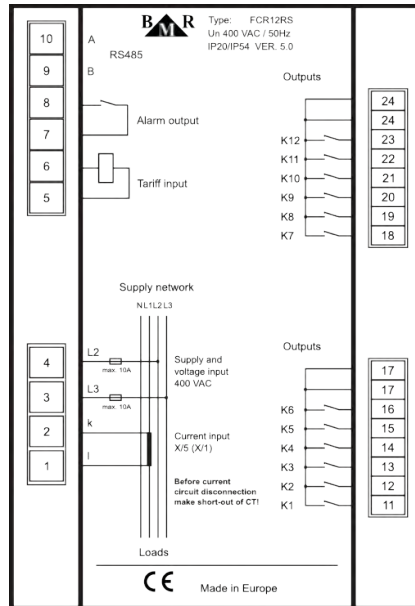 BMR
Type: FCR12RS
Un 400 VAC / 50Hz
IP20/IP54 VER. 5.0
10
A
RS485
9
B
8
7
Alarm output
6
5
Tariff input
Outputs
24
24
K12 23
K11 22
K10 21
K9 20
K8 19
K7 18
Supply network
N L1 L2 L3
4
L2
max. 10A
Supply and
voltage input
400 VAC
3
L3
max. 10A
2
k
1
l
Current input
X/5 (X/1)
Before current
circuit disconnection
make short-out of CT!
Loads
Outputs
17
17
K6 16
K5 15
K4 14
K3 13
K2 12
K1 11
CE
Made in Europe